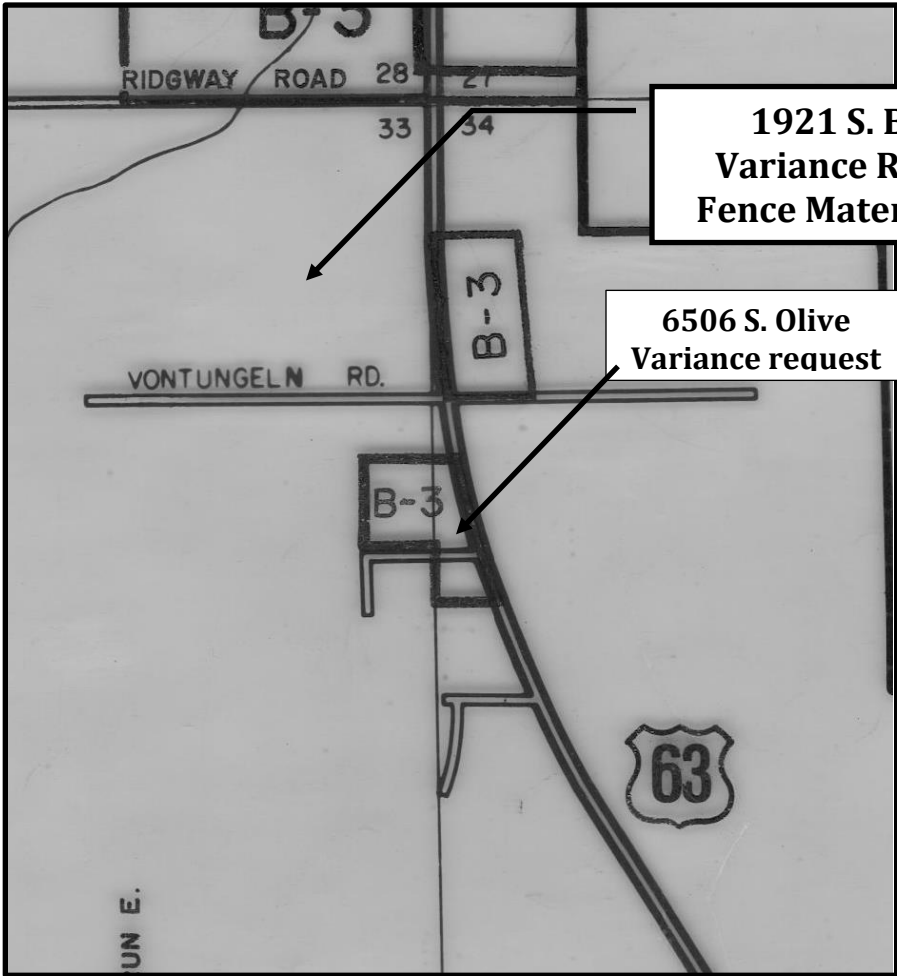 B-3
RIDGWAY ROAD 28 27
33 34
1921 S. E
Variance R
Fence Mater
B-3
6506 S. Olive
Variance request
VONTUNGELN RD.
B-3
63
UN E.